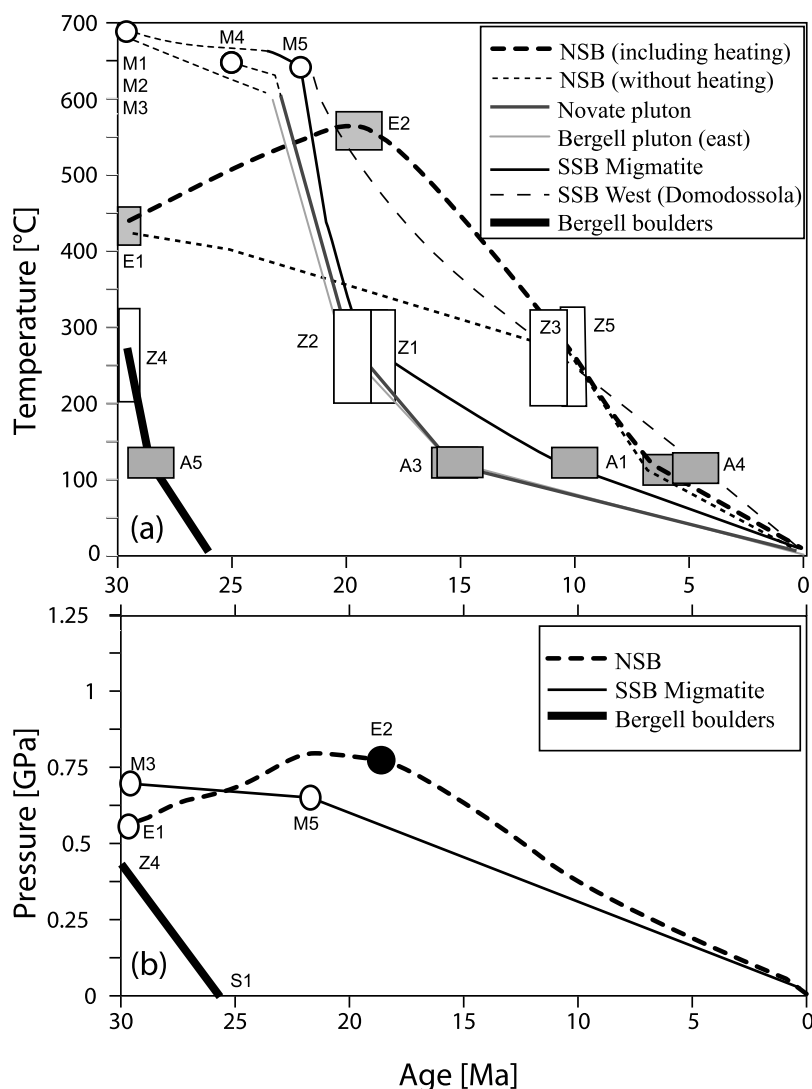 700
600
500
400
300
200
100
0
Temperature [°C]
M1
M2
M3
M4
M5
E2
E1
Z4
Z2
Z1
Z3
Z5
A5
A3
A1
A4
(a)
NSB (including heating)
NSB (without heating)
Novate pluton
Bergell pluton (east)
SSB Migmatite
SSB West (Domodossola)
Bergell boulders
30
25
20
15
10
5
0
1.25
1
0.75
0.5
0.25
0
Pressure [GPa]
M3
E1
Z4
S1
M5
E2
(b)
NSB
SSB Migmatite
Bergell boulders
30
25
20
15
10
5
0
Age [Ma]